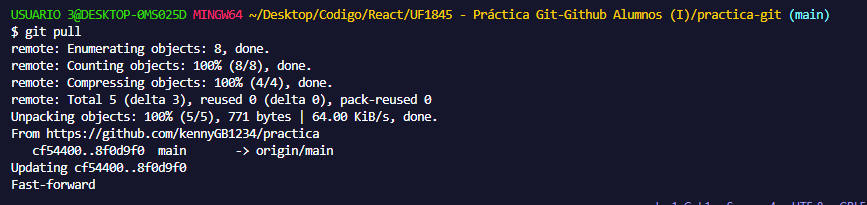 USUARIO 3@DESKTOP-0MS025D MINGW64 ~/Desktop/Codigo/React/UF1845 - Práctica Git-Github Alumnos (I)/practica-git (main)
$ git pull
remote: Enumerating objects: 8, done.
remote: Counting objects: 100% (8/8), done.
remote: Compressing objects: 100% (4/4), done.
remote: Total 5 (delta 3), reused 0 (delta 0), pack-reused 0
Unpacking objects: 100% (5/5), 771 bytes | 64.00 KiB/s, done.
From https://github.com/kennyGB1234/practica
   cf54400..8f0d9f0  main       -> origin/main
Updating cf54400..8f0d9f0
Fast-forward